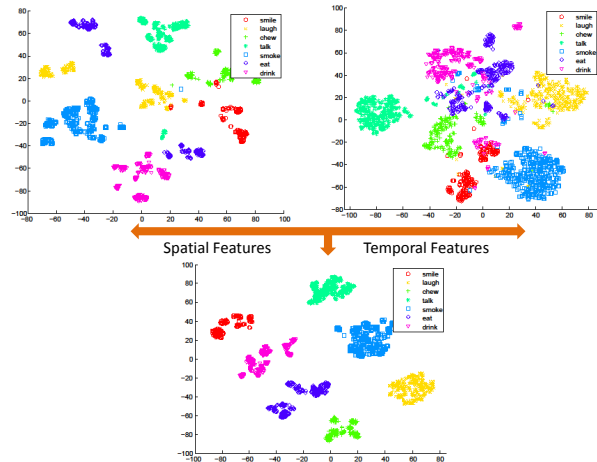 100
80
60
40
20
0
−20
−40
−60
−80
−100
−80 −60 −40 −20 0 20 40 60 80 100
smile
laugh
chew
talk
smoke
eat
drink
80
60
40
20
0
−20
−40
−60
−80
−100 −80 −60 −40 −20 0 20 40 60 80
smile
laugh
chew
talk
smoke
eat
drink
Spatial Features
Temporal Features
100
80
60
40
20
0
−20
−40
−60
−80
−100
−100 −80 −60 −40 −20 0 20 40 60 80 100
smile
laugh
chew
talk
smoke
eat
drink